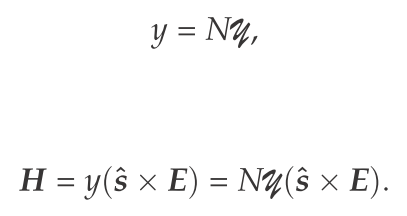 y = N𝒴,
H = y(ŝ × E) = N𝒴(ŝ × E).